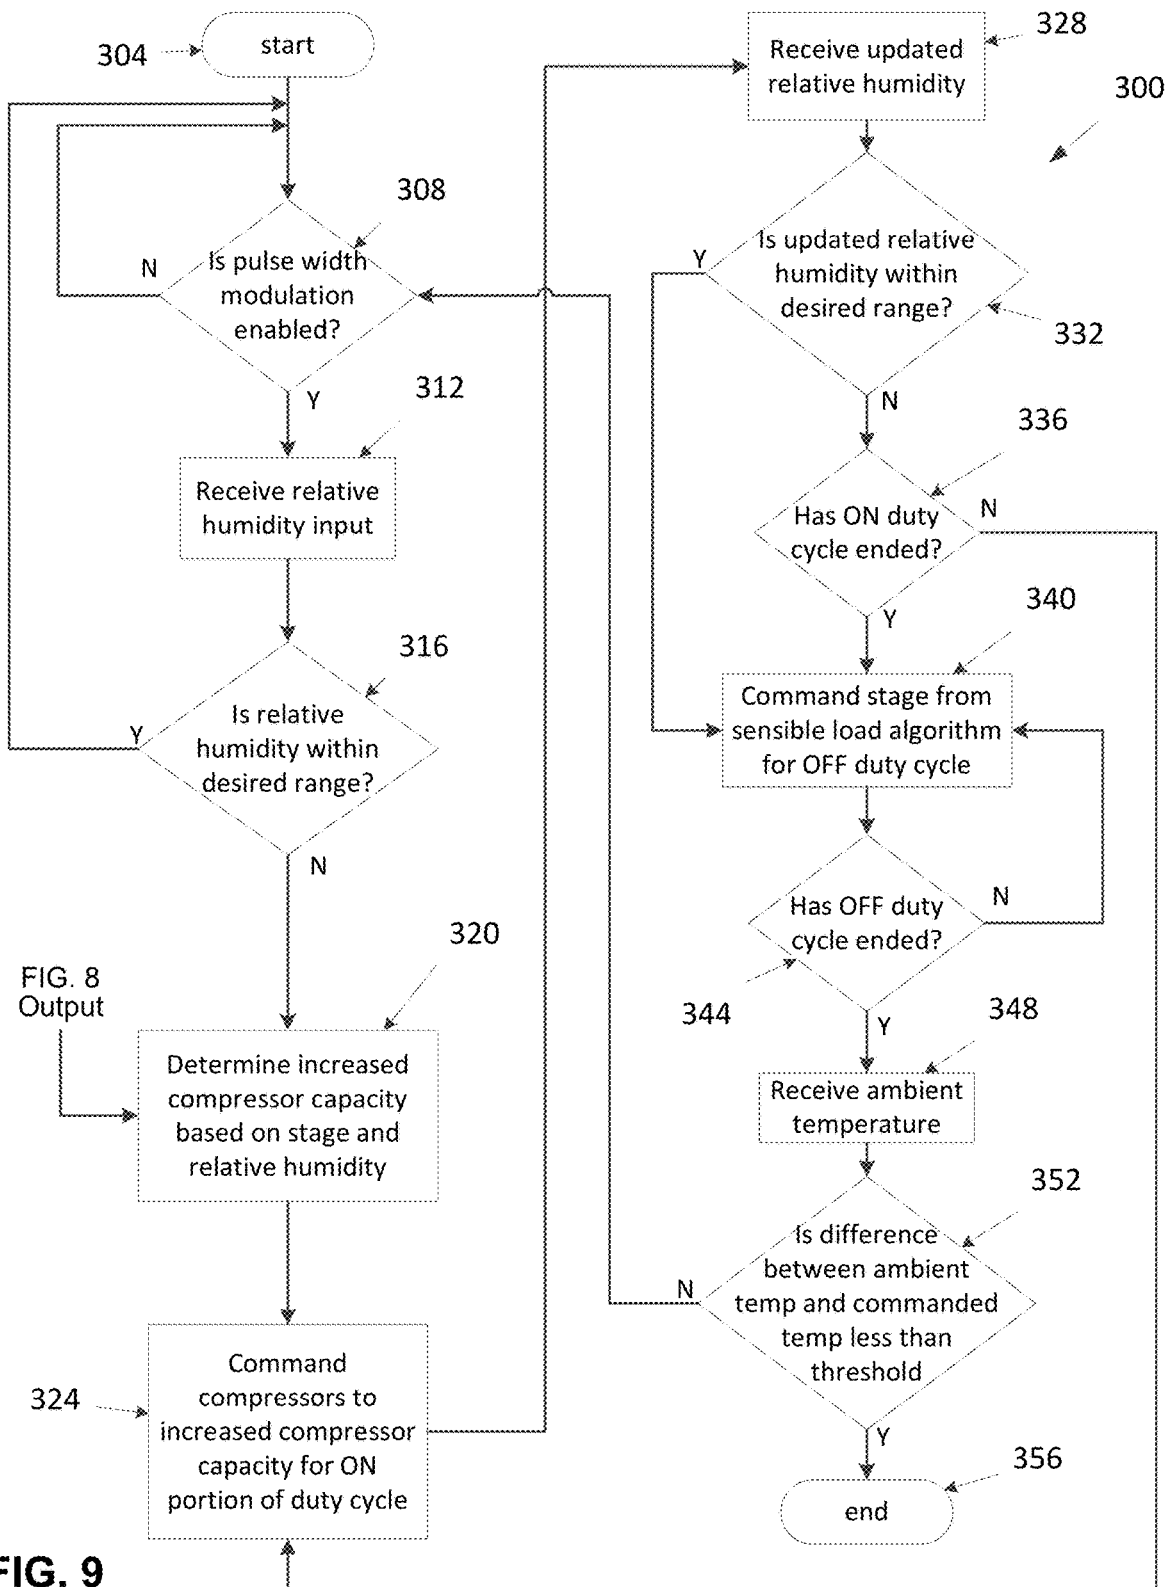 304
start
308
N
Is pulse width
modulation
enabled?
Y
312
Receive relative
humidity input
316
Y
Is relative
humidity within
desired range?
N
320
FIG. 8
Output
Determine increased
compressor capacity
based on stage and
relative humidity
324
Command
compressors to
increased compressor
capacity for ON
portion of duty cycle
328
Receive updated
relative humidity
300
Y
Is updated relative
humidity within
desired range?
332
N
336
Has ON duty
cycle ended?
N
Y
340
Command stage from
sensible load algorithm
for OFF duty cycle
Has OFF duty
cycle ended?
N
344
Y
348
Receive ambient
temperature
352
N
Is difference
between ambient
temp and commanded
temp less than
threshold
Y
356
end
FIG. 9